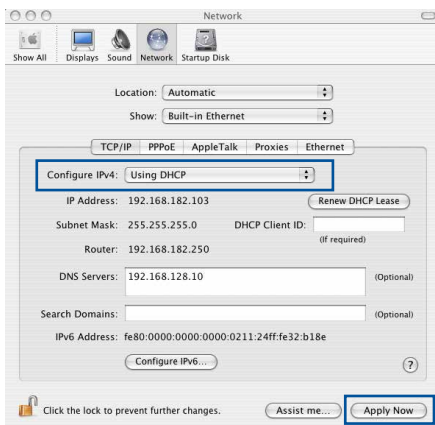 Network
Show All Displays Sound Network Startup Disk
Location: Automatic
Show: Built-in Ethernet
TCP/IP PPPoE AppleTalk Proxies Ethernet
Configure IPv4: Using DHCP
IP Address: 192.168.182.103 Renew DHCP Lease
Subnet Mask: 255.255.255.0 DHCP Client ID:
(If required)
Router: 192.168.182.250
DNS Servers: 192.168.128.10 (Optional)
Search Domains: (Optional)
IPv6 Address: fe80:0000:0000:0000:0211:24ff:fe32:b18e
Configure IPv6... ?
Click the lock to prevent further changes. Assist me... Apply Now